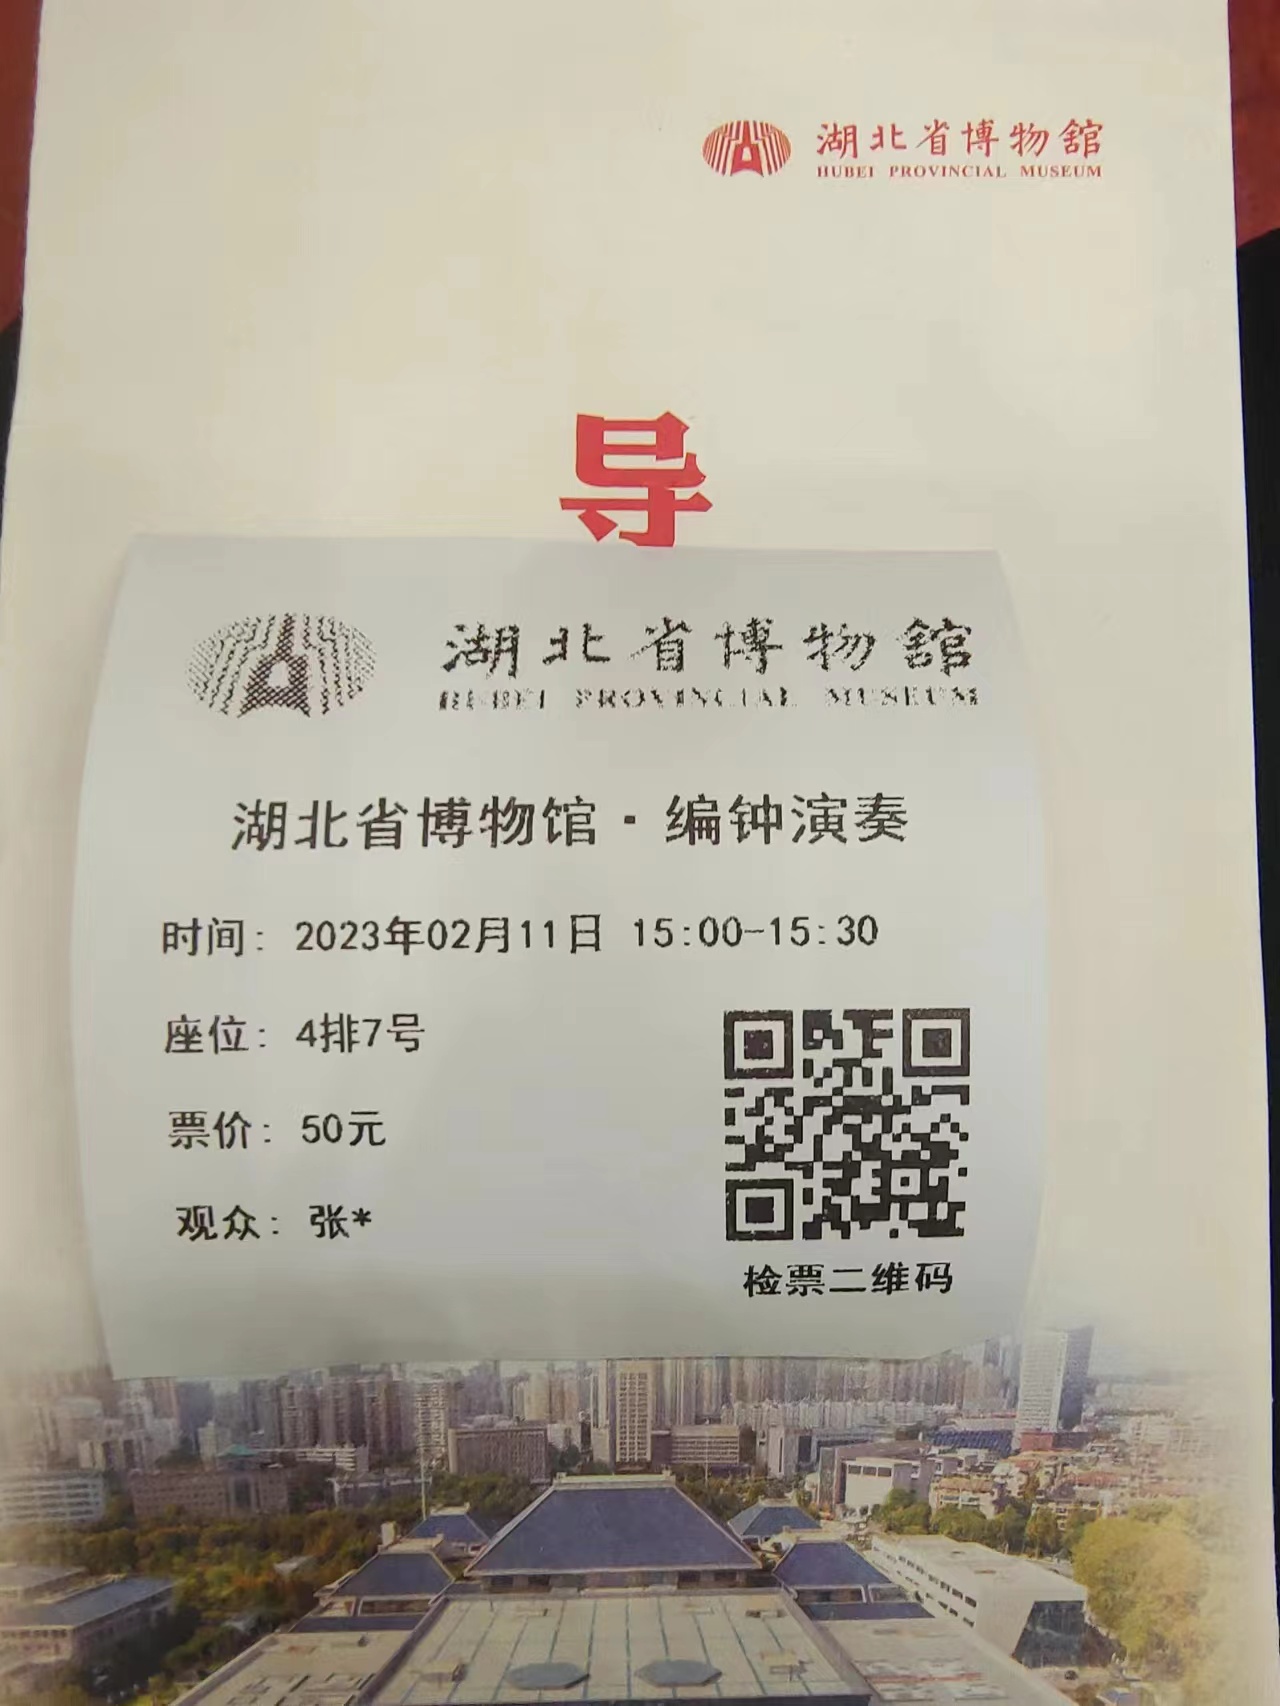 湖北省博物館
HUBEI PROVINCIAL MUSEUM
导
湖北省博物館
HUBEI PROVINCIAL MUSEUM
湖北省博物馆·编钟演奏
时间: 2023年02月11日 15:00-15:30
座位: 4排7号
票价: 50元
观众: 张*
检票二维码